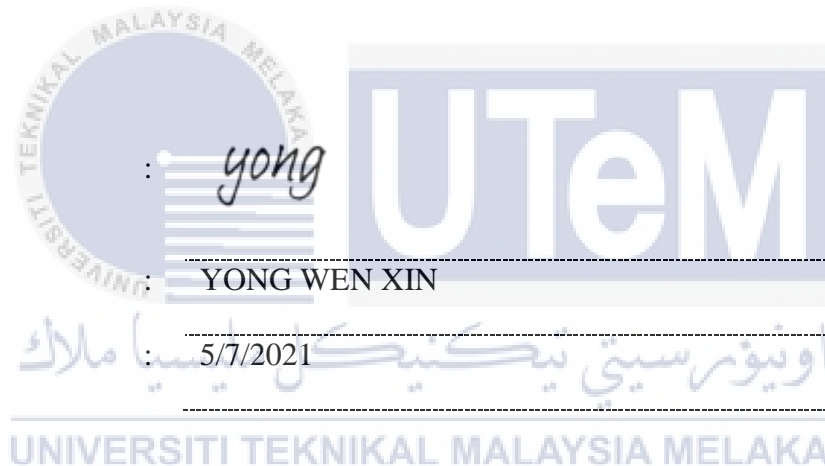 UNIVERSITI TEKNIKAL MALAYSIA MELAKA
UTeM
: yong
: YONG WEN XIN
: 5/7/2021
اونيۏرسيتي تيكنيكل مليسيا ملاك
UNIVERSITI TEKNIKAL MALAYSIA MELAKA